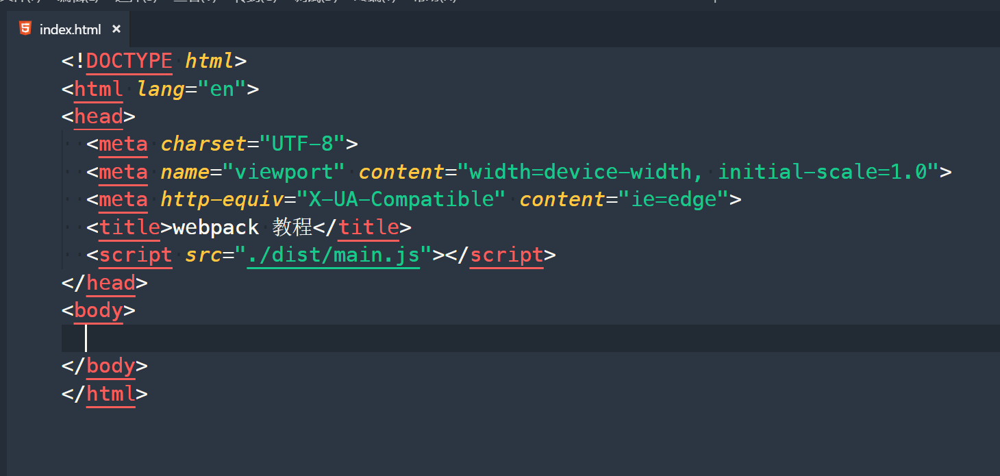 index.html ×
<!DOCTYPE html>
<html lang="en">
<head>
<meta charset="UTF-8">
<meta name="viewport" content="width=device-width, initial-scale=1.0">
<meta http-equiv="X-UA-Compatible" content="ie=edge">
<title>webpack 教程</title>
<script src="./dist/main.js"></script>
</head>
<body>
</body>
</html>